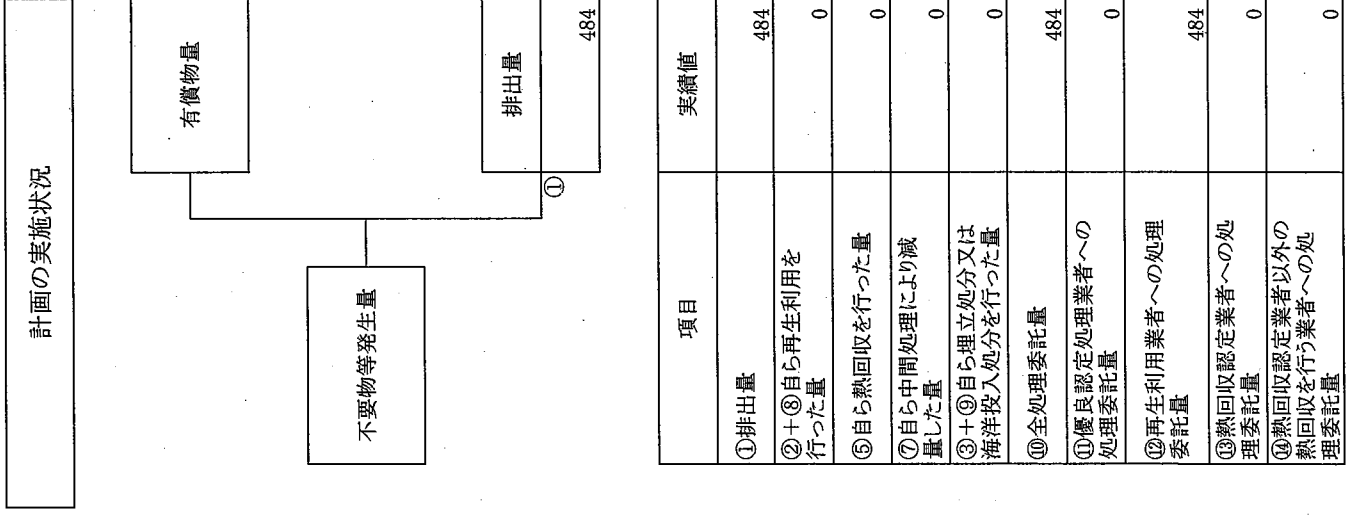 計画の実施状況
不要物等発生量
有償物量
排出量
①
484
項目
実績値
①排出量
484
②+⑧自ら再生利用を
行った量
0
⑤自ら熱回収を行った量
0
⑦自ら中間処理により減
量した量
0
③+⑨自ら埋立処分又は
海洋投入処分を行った量
0
⑩全処理委託量
484
⑪優良認定処理業者への
処理委託量
0
⑫再生利用業者への処理
委託量
484
⑬熱回収認定業者への処
理委託量
0
⑭熱回収認定業者以外の
熱回収を行う業者への処
理委託量
0